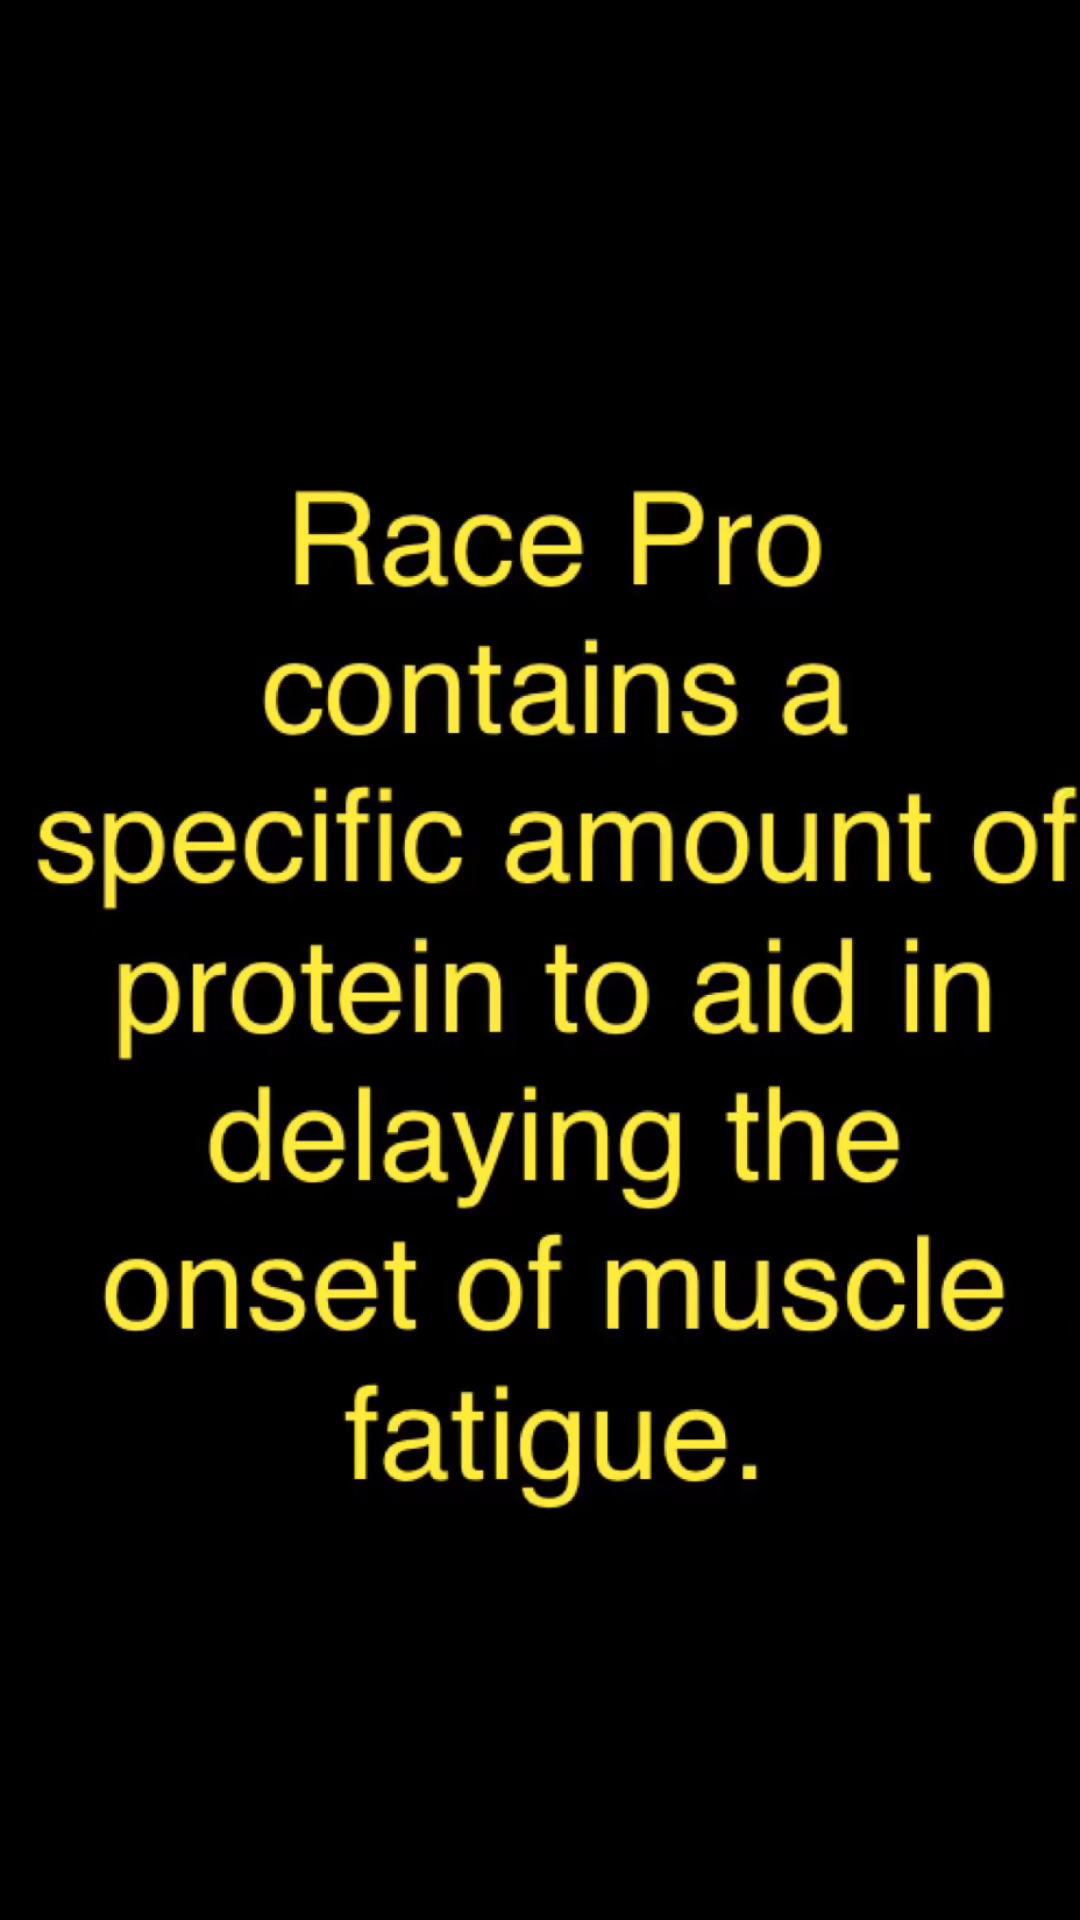 Race Pro
contains a
specific amount of
protein to aid in
delaying the
onset of muscle
fatigue.